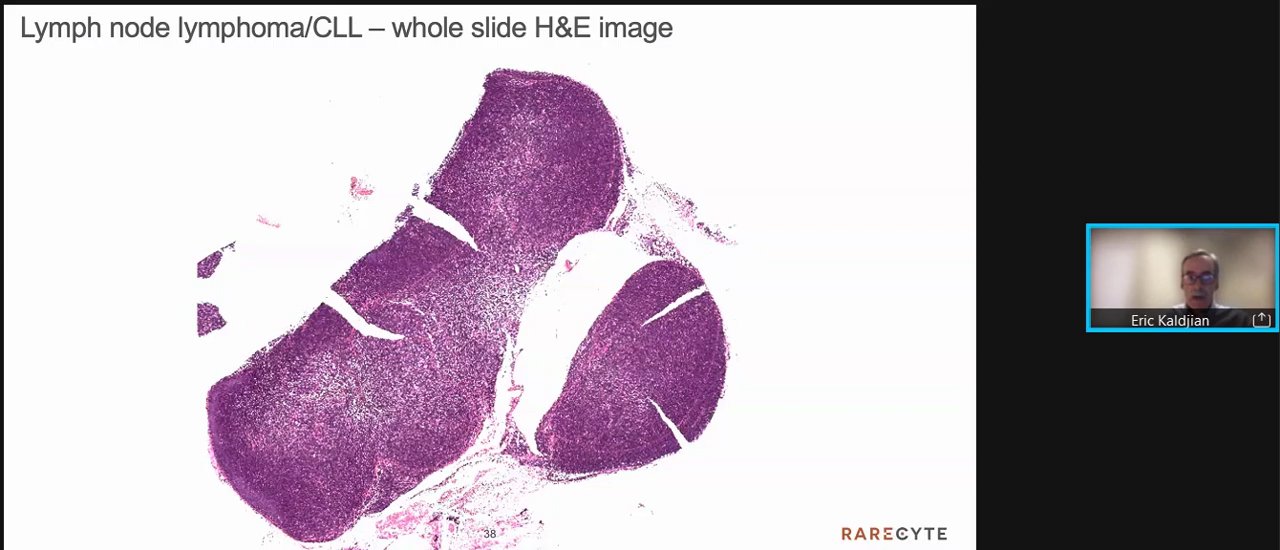 Lymph node lymphoma/CLL – whole slide H&E image
Eric Kaldjian
38
RARECYTE